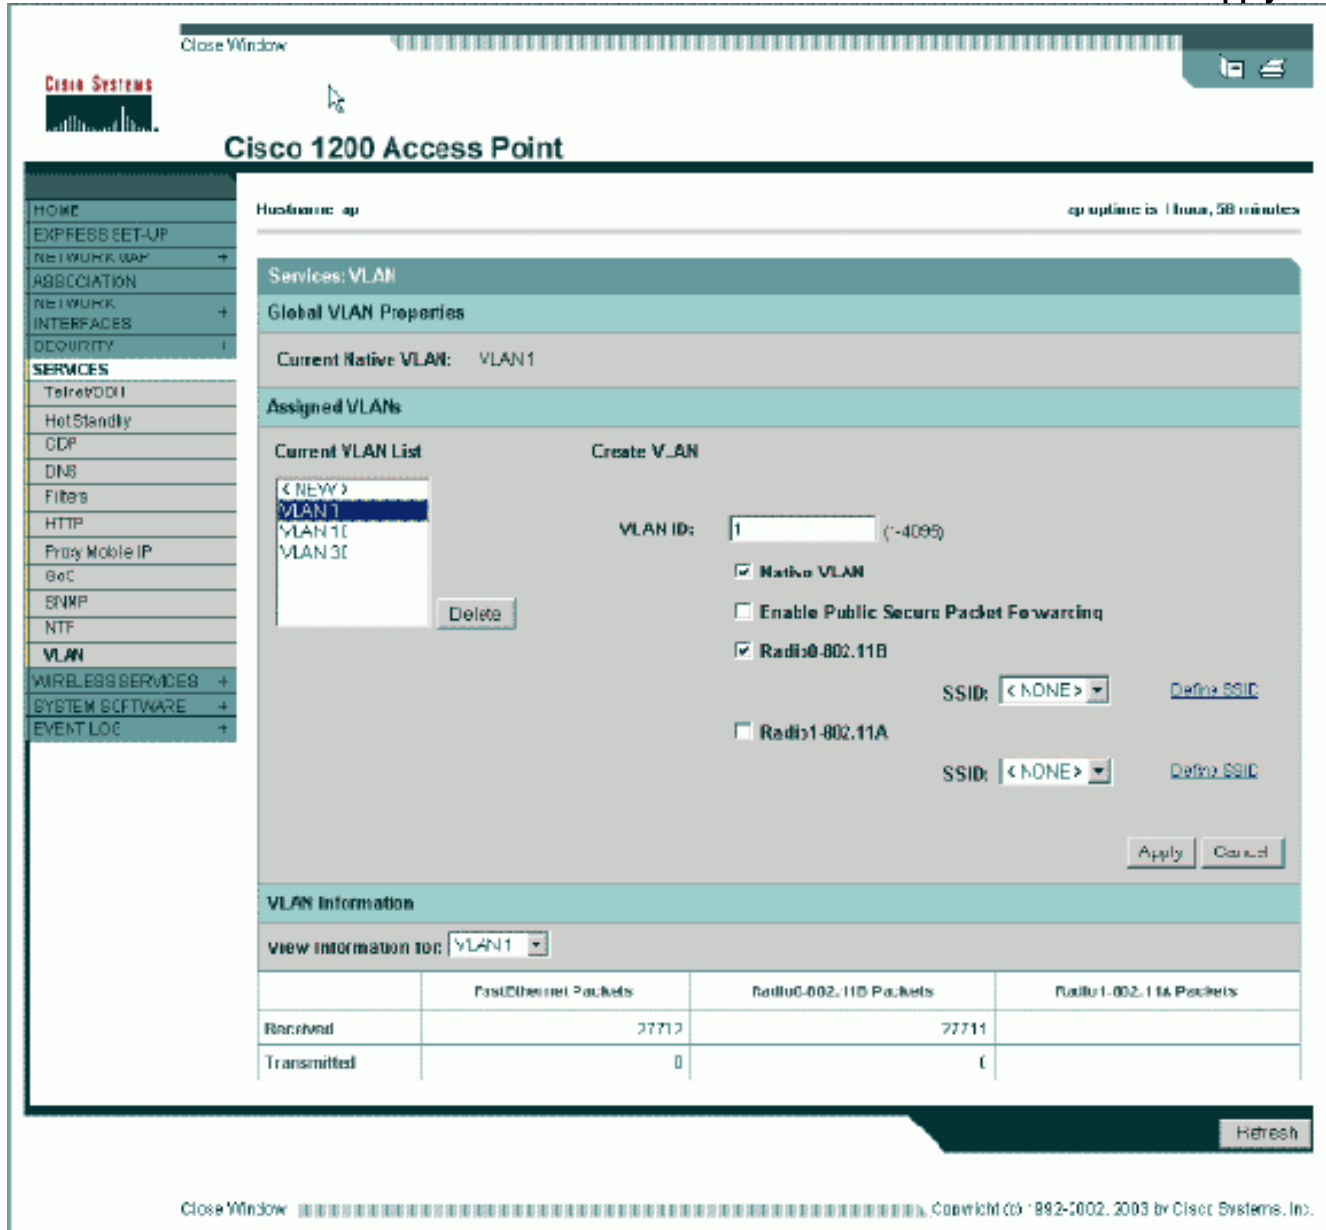 Close Window
Cisco Systems
Cisco 1200 Access Point
HOME
EXPRESS SET-UP
NETWORK MAP +
ASSOCIATION
NETWORK
INTERFACES +
SECURITY
SERVICES
Telnet/SSH
Hot Standby
CDP
DNS
Filters
HTTP
Proxy Mobile IP
QoS
SNMP
NTP
VLAN
WIRELESS SERVICES +
SYSTEM SOFTWARE +
EVENT LOG +
Hostname ap
ap uptime is 1 hour, 58 minutes
Services: VLAN
Global VLAN Properties
Current Native VLAN: VLAN 1
Assigned VLANs
Current VLAN List
Create VLAN
< NEW >
VLAN 1
VLAN 10
VLAN 30
Delete
VLAN ID: 1 (1-4095)
Native VLAN
Enable Public Secure Packet Forwarding
Radio0-802.11B
SSID: < NONE > Define SSID
Radio1-802.11A
SSID: < NONE > Define SSID
Apply Cancel
VLAN Information
View Information for: VLAN 1
FastEthernet Packets Radio0-802.11B Packets Radio1-802.11A Packets
Received 27712 27711
Transmitted 0 0
Refresh
Close Window
Copyright (c) 1992-2002, 2003 by Cisco Systems, Inc.